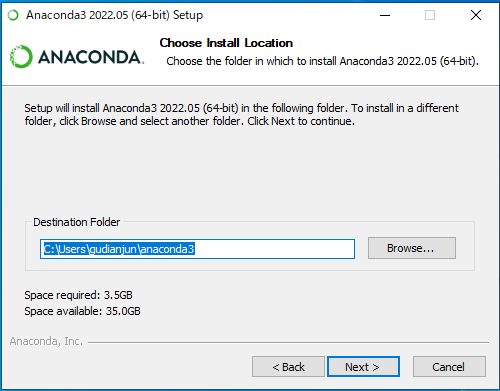 Anaconda3 2022.05 (64-bit) Setup
ANACONDA.
Choose Install Location
Choose the folder in which to install Anaconda3 2022.05 (64-bit).
Setup will install Anaconda3 2022.05 (64-bit) in the following folder. To install in a different
folder, click Browse and select another folder. Click Next to continue.
Destination Folder
C:\Users\gudianjun\anaconda3
Browse...
Space required: 3.5GB
Space available: 35.0GB
Anaconda, Inc.
< Back
Next >
Cancel